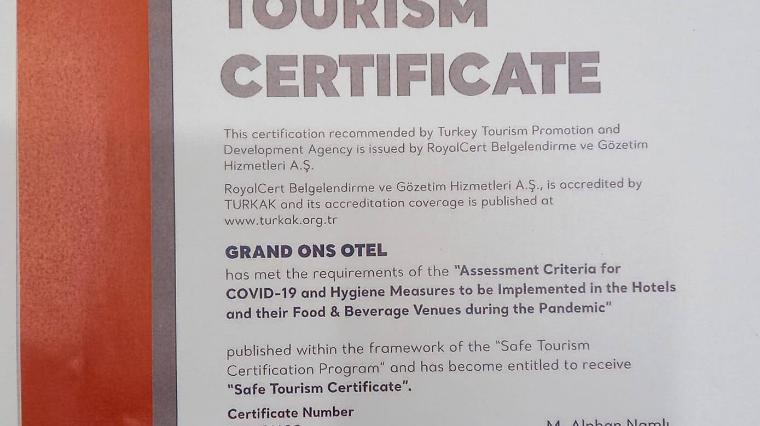 TOURISM
CERTIFICATE
This certification recommended by Turkey Tourism Promotion and
Development Agency is issued by RoyalCert Belgelendirme ve Gözetim
Hizmetleri A.Ş.
RoyalCert Belgelendirme ve Gözetim Hizmetleri A.Ş., is accredited by
TURKAK and its accreditation coverage is published at
www.turkak.org.tr
GRAND ONS OTEL
has met the requirements of the "Assessment Criteria for
COVID-19 and Hygiene Measures to be Implemented in the Hotels
and their Food & Beverage Venues during the Pandemic"
published within the framework of the "Safe Tourism
Certification Program" and has become entitled to receive
"Safe Tourism Certificate".
Certificate Number
M. Alphan Namlı